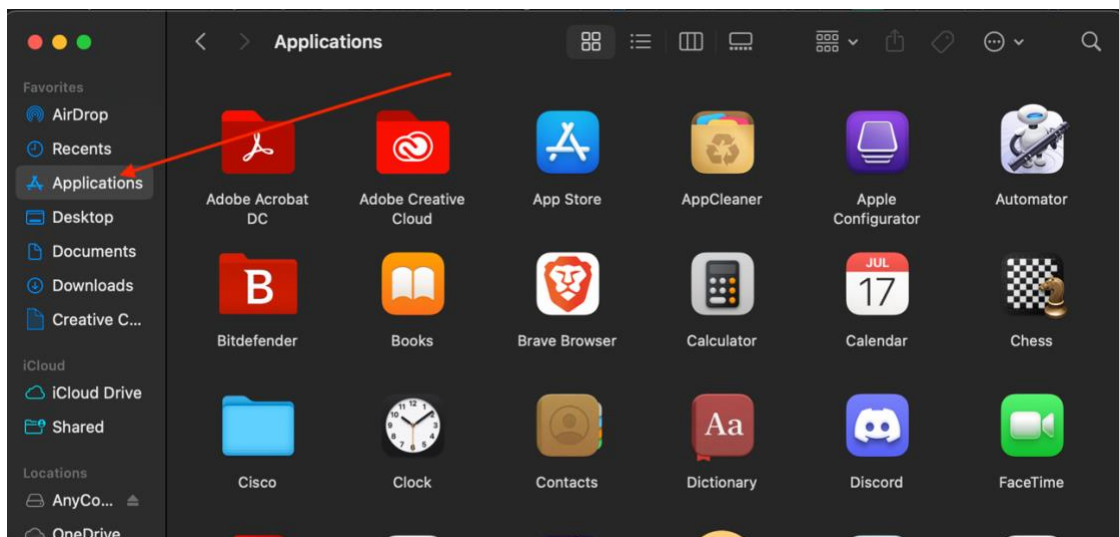 Applications
Favorites
AirDrop
Recents
Applications
Desktop
Documents
Downloads
Creative C...
iCloud
iCloud Drive
Shared
Locations
AnyCo...
OneDrive
Adobe Acrobat
DC
Adobe Creative
Cloud
App Store
AppCleaner
Apple
Configurator
Automator
B
JUL
17
Bitdefender
Books
Brave Browser
Calculator
Calendar
Chess
Aa
Cisco
Clock
Contacts
Dictionary
Discord
FaceTime